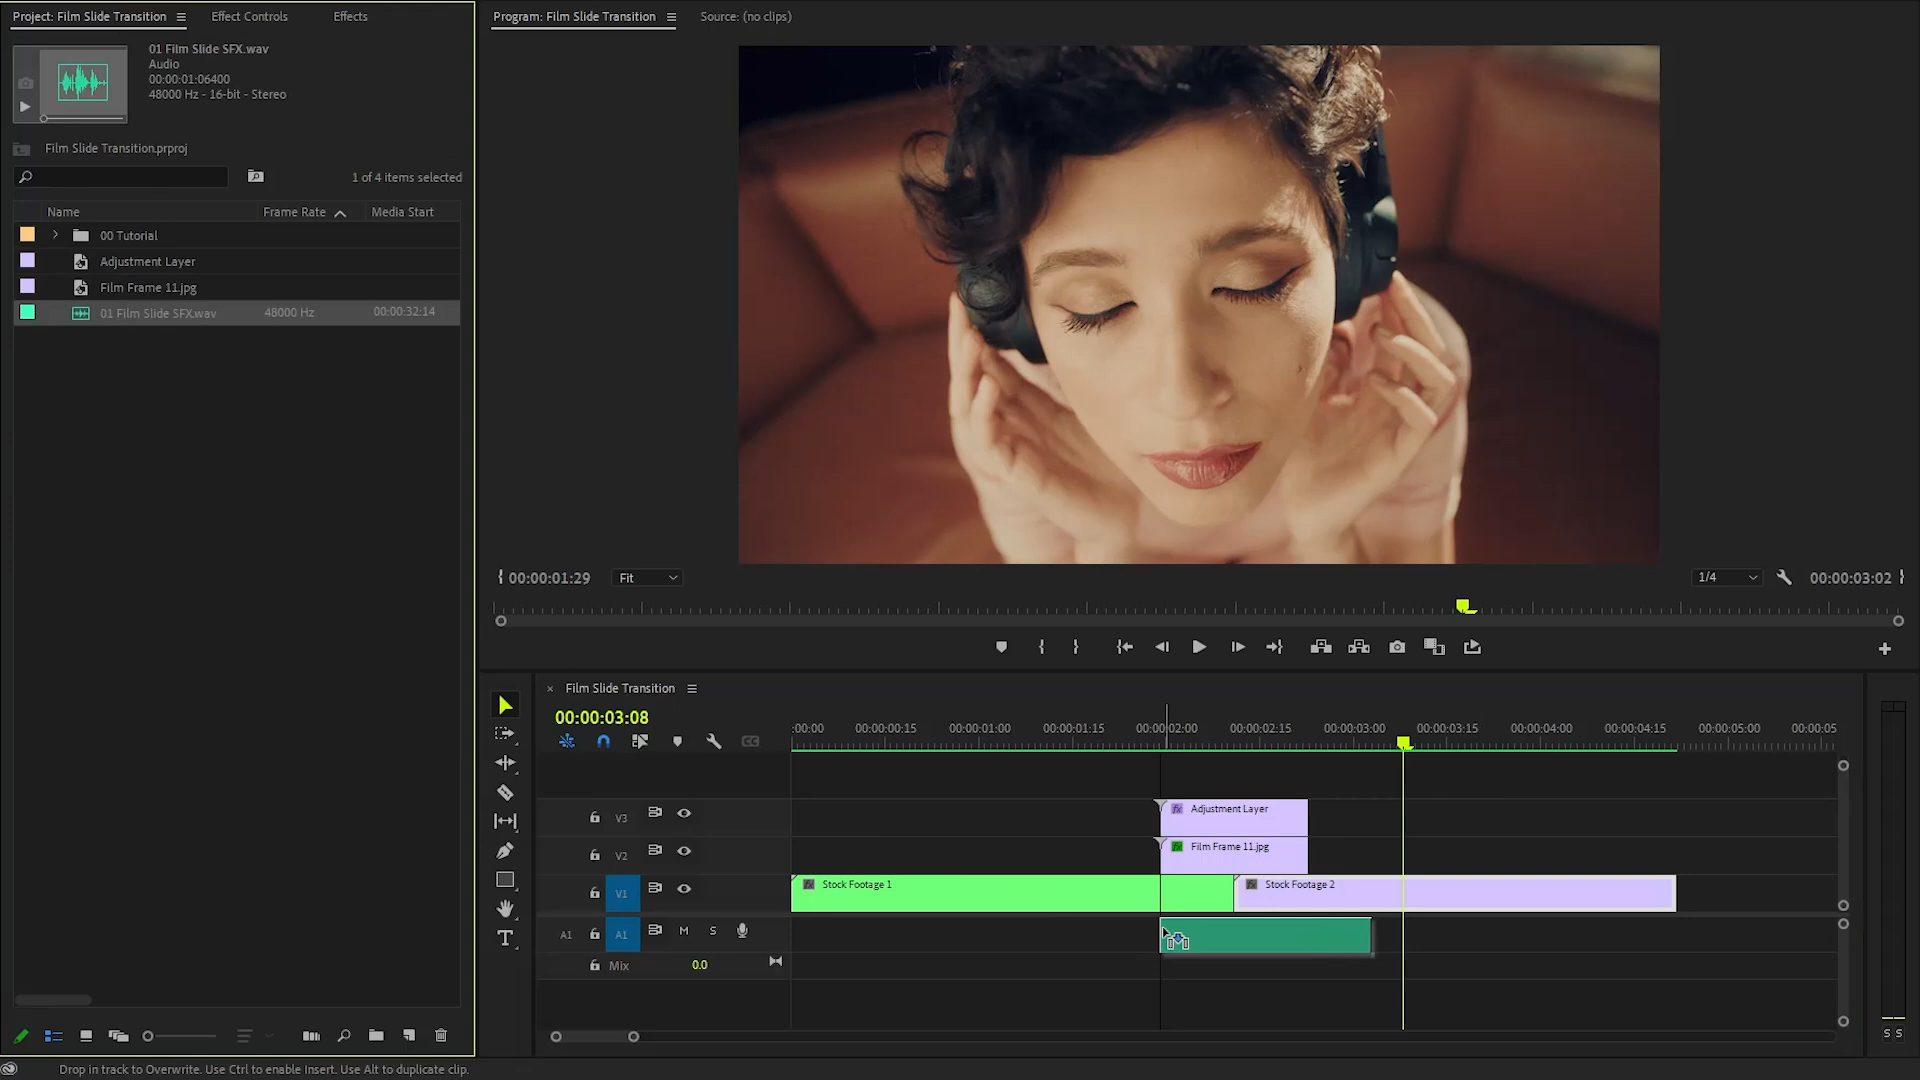 Project: Film Slide Transition
Effect Controls
Effects
01 Film Slide SFX.wav
Audio
00:00:01:06400
48000 Hz - 16-bit - Stereo
Film Slide Transition.prproj
1 of 4 items selected
Name
Frame Rate
Media Start
00 Tutorial
Adjustment Layer
Film Frame 11.jpg
01 Film Slide SFX.wav
48000 Hz
00:00:32:14
Program: Film Slide Transition
Source: (no clips)
00:00:01:29
Fit
1/4
00:00:03:02
Film Slide Transition
00:00:03:08
:00:00
00:00:00:15
00:00:01:00
00:00:01:15
00:00:02:00
00:00:02:15
00:00:03:00
00:00:03:15
00:00:04:00
00:00:04:15
00:00:05:00
00:00:05
CC
V3
Adjustment Layer
V2
Film Frame 11.jpg
V1
Stock Footage 1
Stock Footage 2
A1
A1
M
S
Mix
0.0
S S
Drop in track to Overwrite. Use Ctrl to enable Insert. Use Alt to duplicate clip.